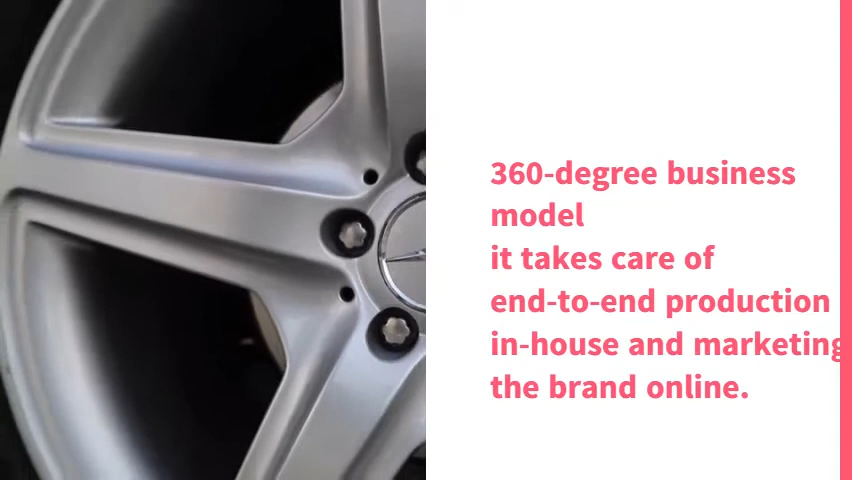 360-degree business
model
it takes care of
end-to-end production
in-house and marketing
the brand online.